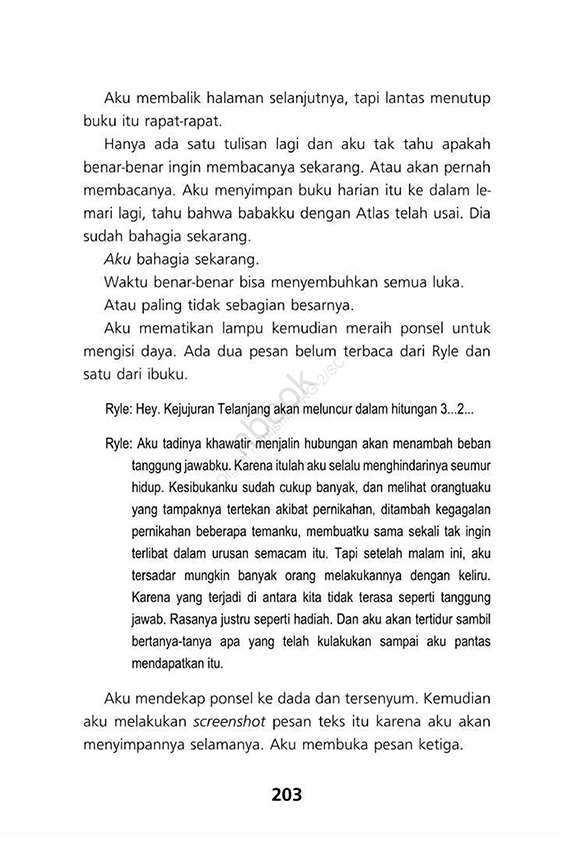 Aku membalik halaman selanjutnya, tapi lantas menutup
buku itu rapat-rapat.
Hanya ada satu tulisan lagi dan aku tak tahu apakah
benar-benar ingin membacanya sekarang. Atau akan pernah
membacanya. Aku menyimpan buku harian itu ke dalam le-
mari lagi, tahu bahwa babakku dengan Atlas telah usai. Dia
sudah bahagia sekarang.
Aku bahagia sekarang.
Waktu benar-benar bisa menyembuhkan semua luka.
Atau paling tidak sebagian besarnya.
Aku mematikan lampu kemudian meraih ponsel untuk
mengisi daya. Ada dua pesan belum terbaca dari Ryle dan
satu dari ibuku.
Ryle: Hey. Kejujuran Telanjang akan meluncur dalam hitungan 3...2...
Ryle: Aku tadinya khawatir menjalin hubungan akan menambah beban
tanggung jawabku. Karena itulah aku selalu menghindarinya seumur
hidup. Kesibukanku sudah cukup banyak, dan melihat orangtuaku
yang tampaknya tertekan akibat pernikahan, ditambah kegagalan
pernikahan beberapa temanku, membuatku sama sekali tak ingin
terlibat dalam urusan semacam itu. Tapi setelah malam ini, aku
tersadar mungkin banyak orang melakukannya dengan keliru.
Karena yang terjadi di antara kita tidak terasa seperti tanggung
jawab. Rasanya justru seperti hadiah. Dan aku akan tertidur sambil
bertanya-tanya apa yang telah kulakukan sampai aku pantas
mendapatkan itu.
Aku mendekap ponsel ke dada dan tersenyum. Kemudian
aku melakukan screenshot pesan teks itu karena aku akan
menyimpannya selamanya. Aku membuka pesan ketiga.
203